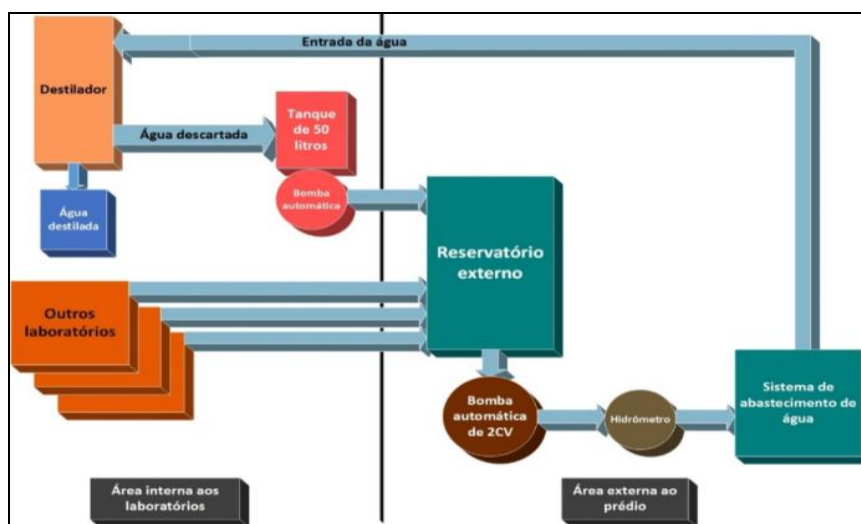 Entrada da água
Destilador
Água descartada
Tanque
de 50
litros
Bomba
automática
Água
destilada
Reservatório
externo
Outros
laboratórios
Bomba
automática
de 2CV
Hidrômetro
Sistema de
abastecimento de
água
Área interna aos
laboratórios
Área externa ao
prédio